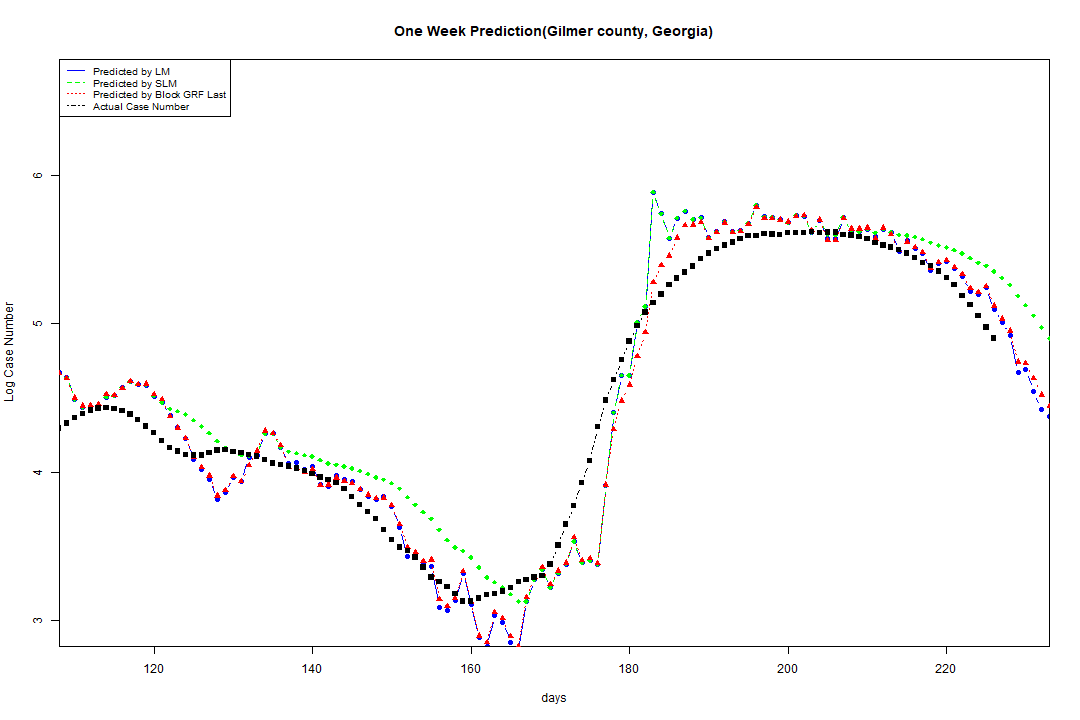 One Week Prediction(Gilmer county, Georgia)
Predicted by LM
Predicted by SLM
Predicted by Block GRF Last
Actual Case Number
6
5
4
3
Log Case Number
120 140 160 180 200 220
days